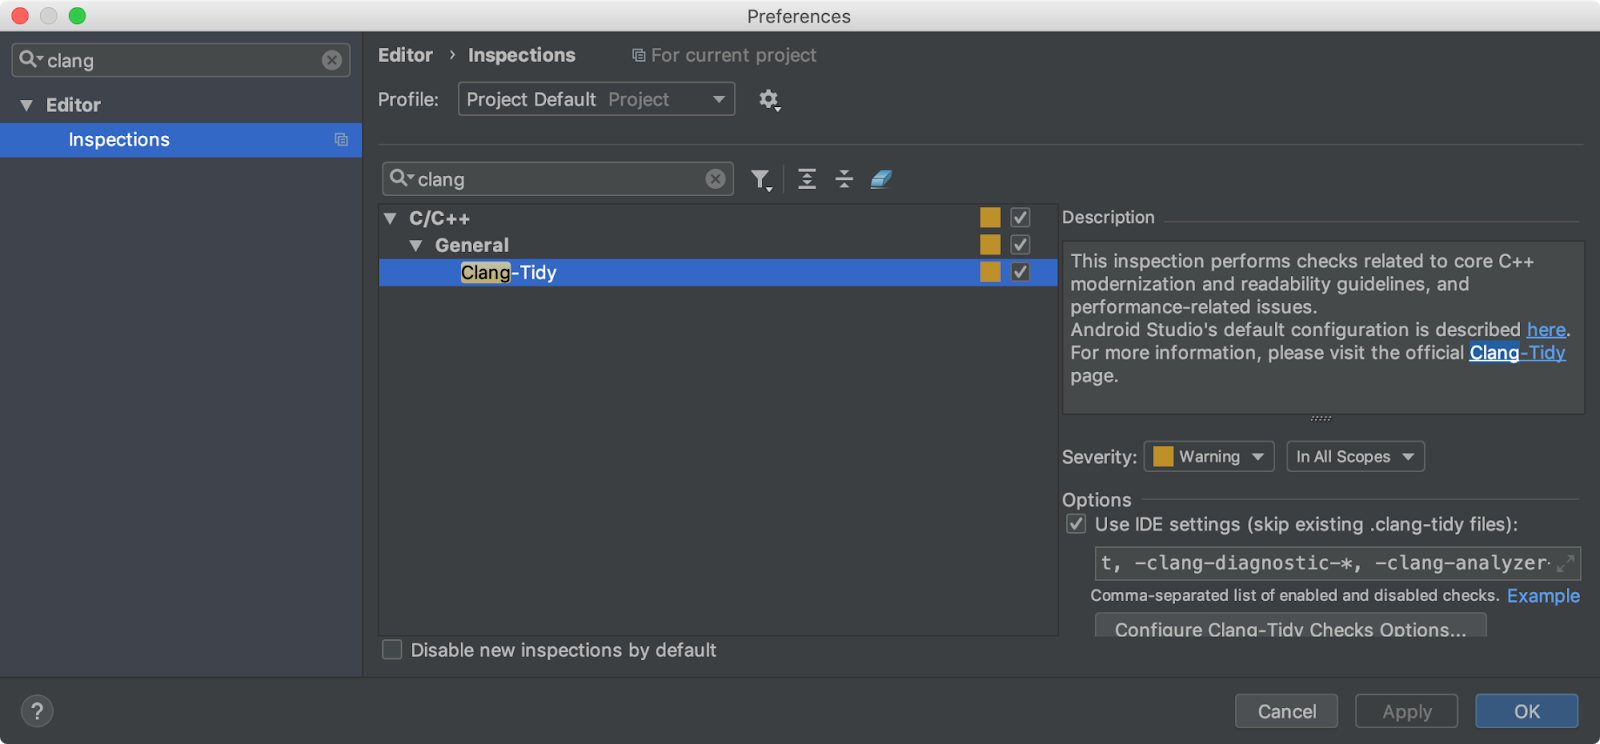 Preferences
clang
Editor
Inspections
Editor › Inspections
For current project
Profile:
Project Default Project
clang
C/C++
General
Clang-Tidy
Description
This inspection performs checks related to core C++
modernization and readability guidelines, and
performance-related issues.
Android Studio's default configuration is described here.
For more information, please visit the official Clang-Tidy
page.
Severity:
Warning
In All Scopes
Options
Use IDE settings (skip existing .clang-tidy files):
t, -clang-diagnostic-*, -clang-analyzer-
Comma-separated list of enabled and disabled checks. Example
Configure Clang-Tidy Checks Options...
Disable new inspections by default
?
Cancel
Apply
OK